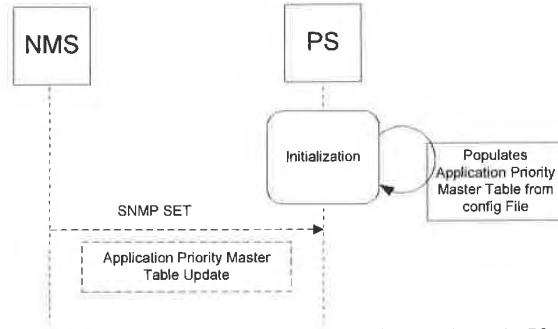 NMS
PS
Initialization
Populates
Application Priority
Master Table from
config File
SNMP SET
Application Priority Master
Table Update